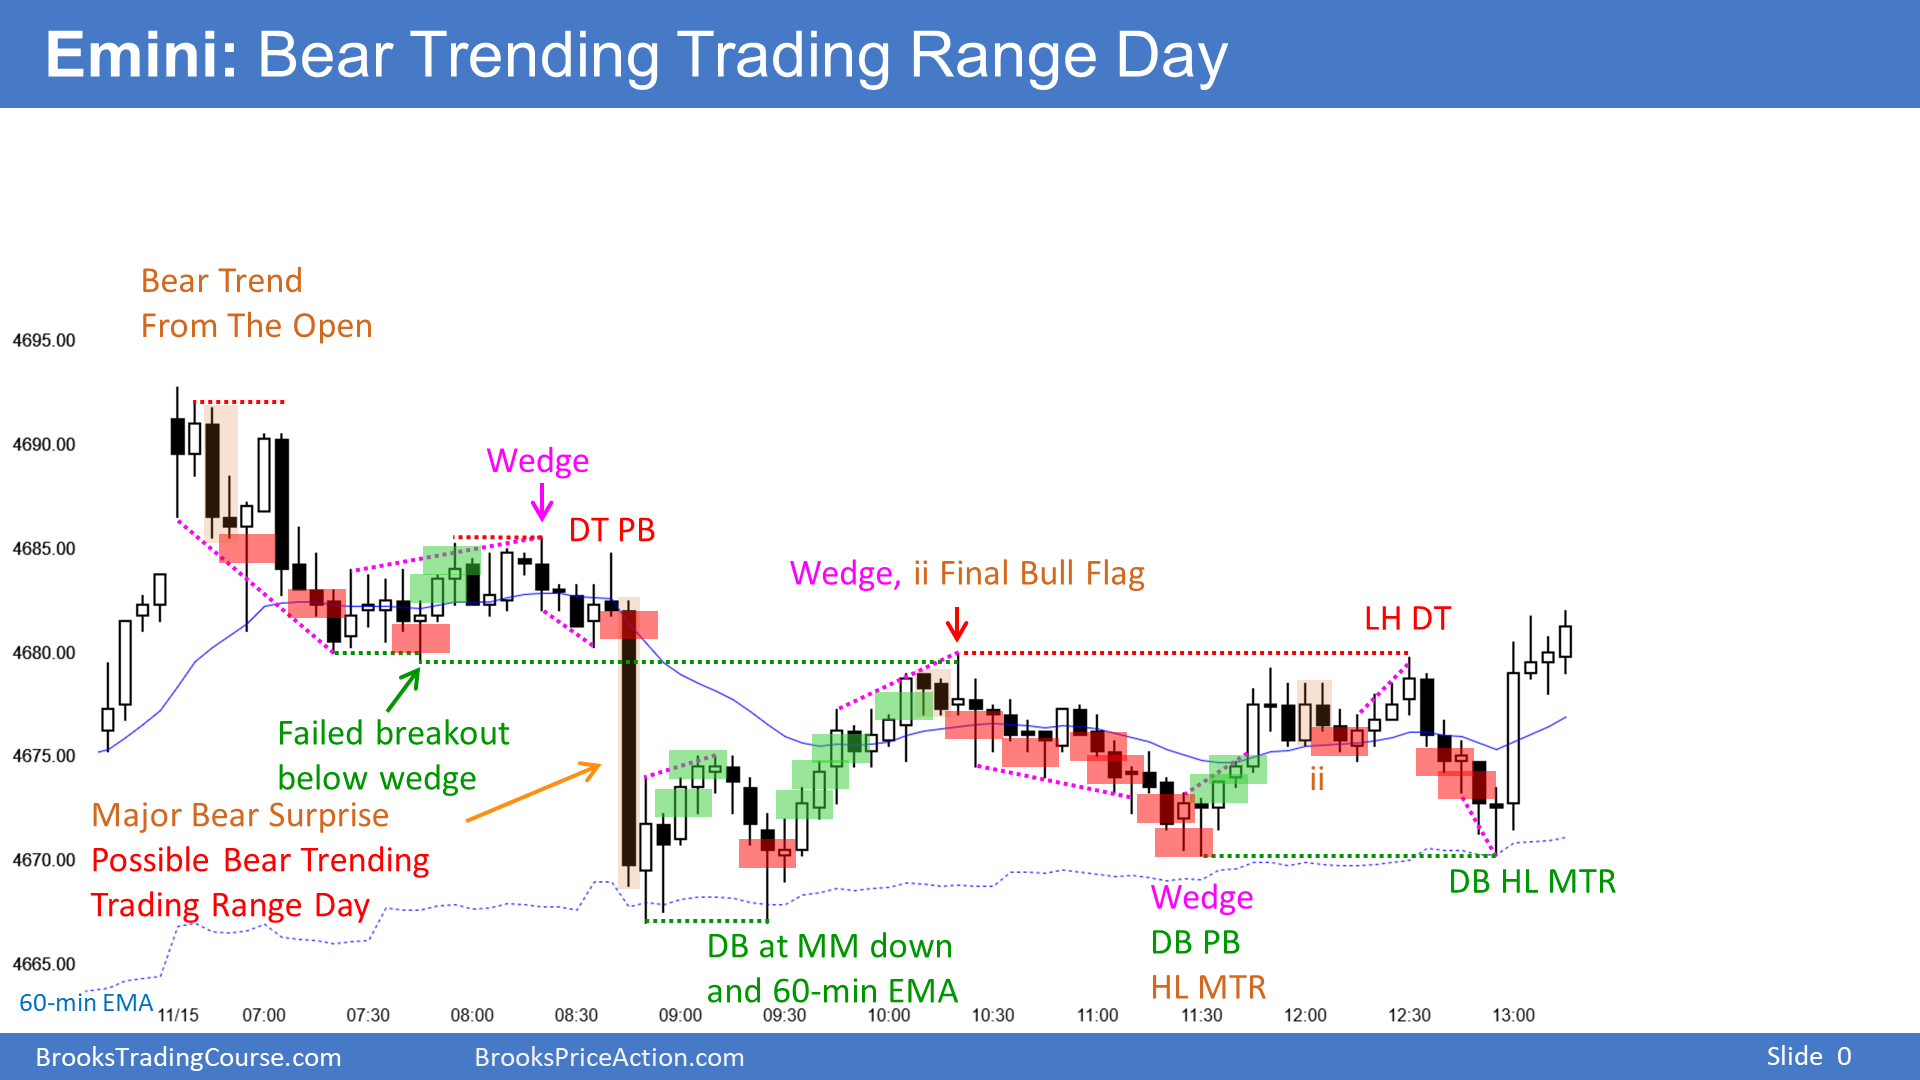 Emini: Bear Trending Trading Range Day
Bear Trend
From The Open
4695.00
4690.00
4685.00
4680.00
4675.00
4670.00
4665.00
Wedge
DT PB
Wedge, ii Final Bull Flag
LH DT
Failed breakout
below wedge
Major Bear Surprise
Possible Bear Trending
Trading Range Day
ii
DB HL MTR
Wedge
DB PB
HL MTR
DB at MM down
and 60-min EMA
60-min EMA
11/15 07:00 07:30 08:00 08:30 09:00 09:30 10:00 10:30 11:00 11:30 12:00 12:30 13:00
BrooksTradingCourse.com BrooksPriceAction.com Slide 0